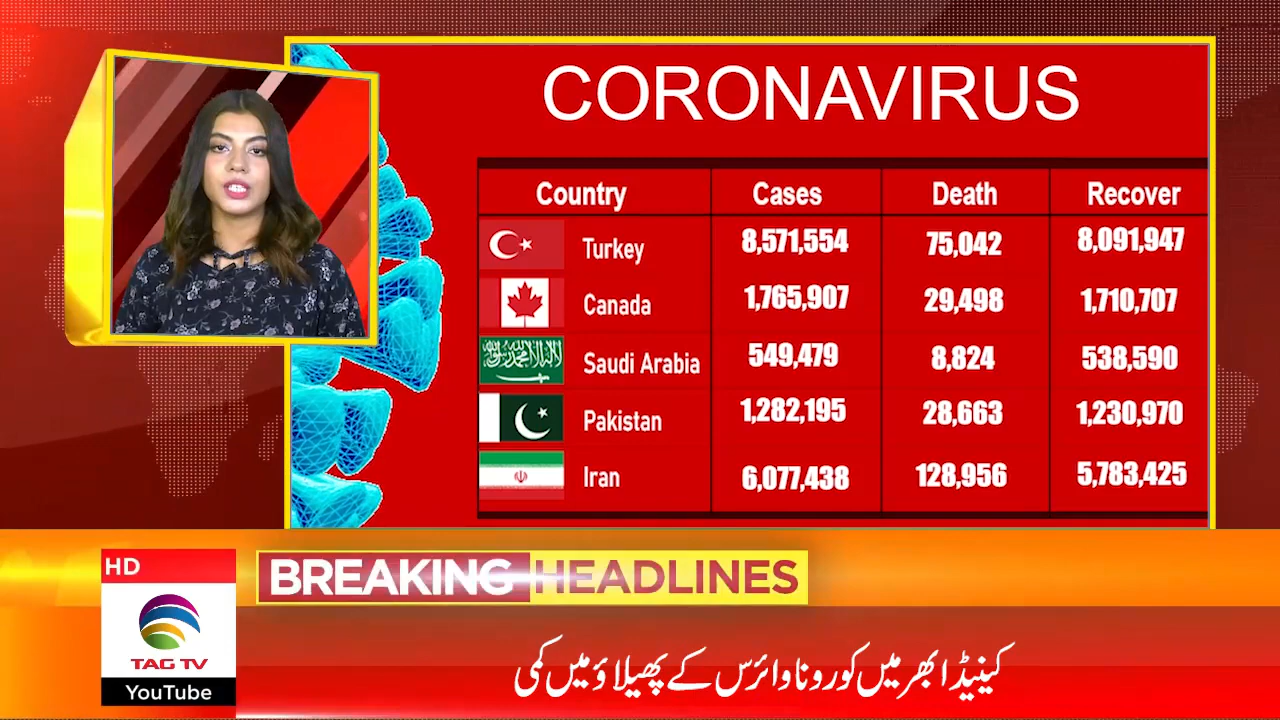 CORONAVIRUS
Country Cases Death Recover
Turkey 8,571,554 75,042 8,091,947
Canada 1,765,907 29,498 1,710,707
Saudi Arabia 549,479 8,824 538,590
Pakistan 1,282,195 28,663 1,230,970
Iran 6,077,438 128,956 5,783,425
HD
BREAKING HEADLINES
TAG TV
YouTube
کینیڈا بھر میں کورونا وائرس کے پھیلاؤ میں کمی